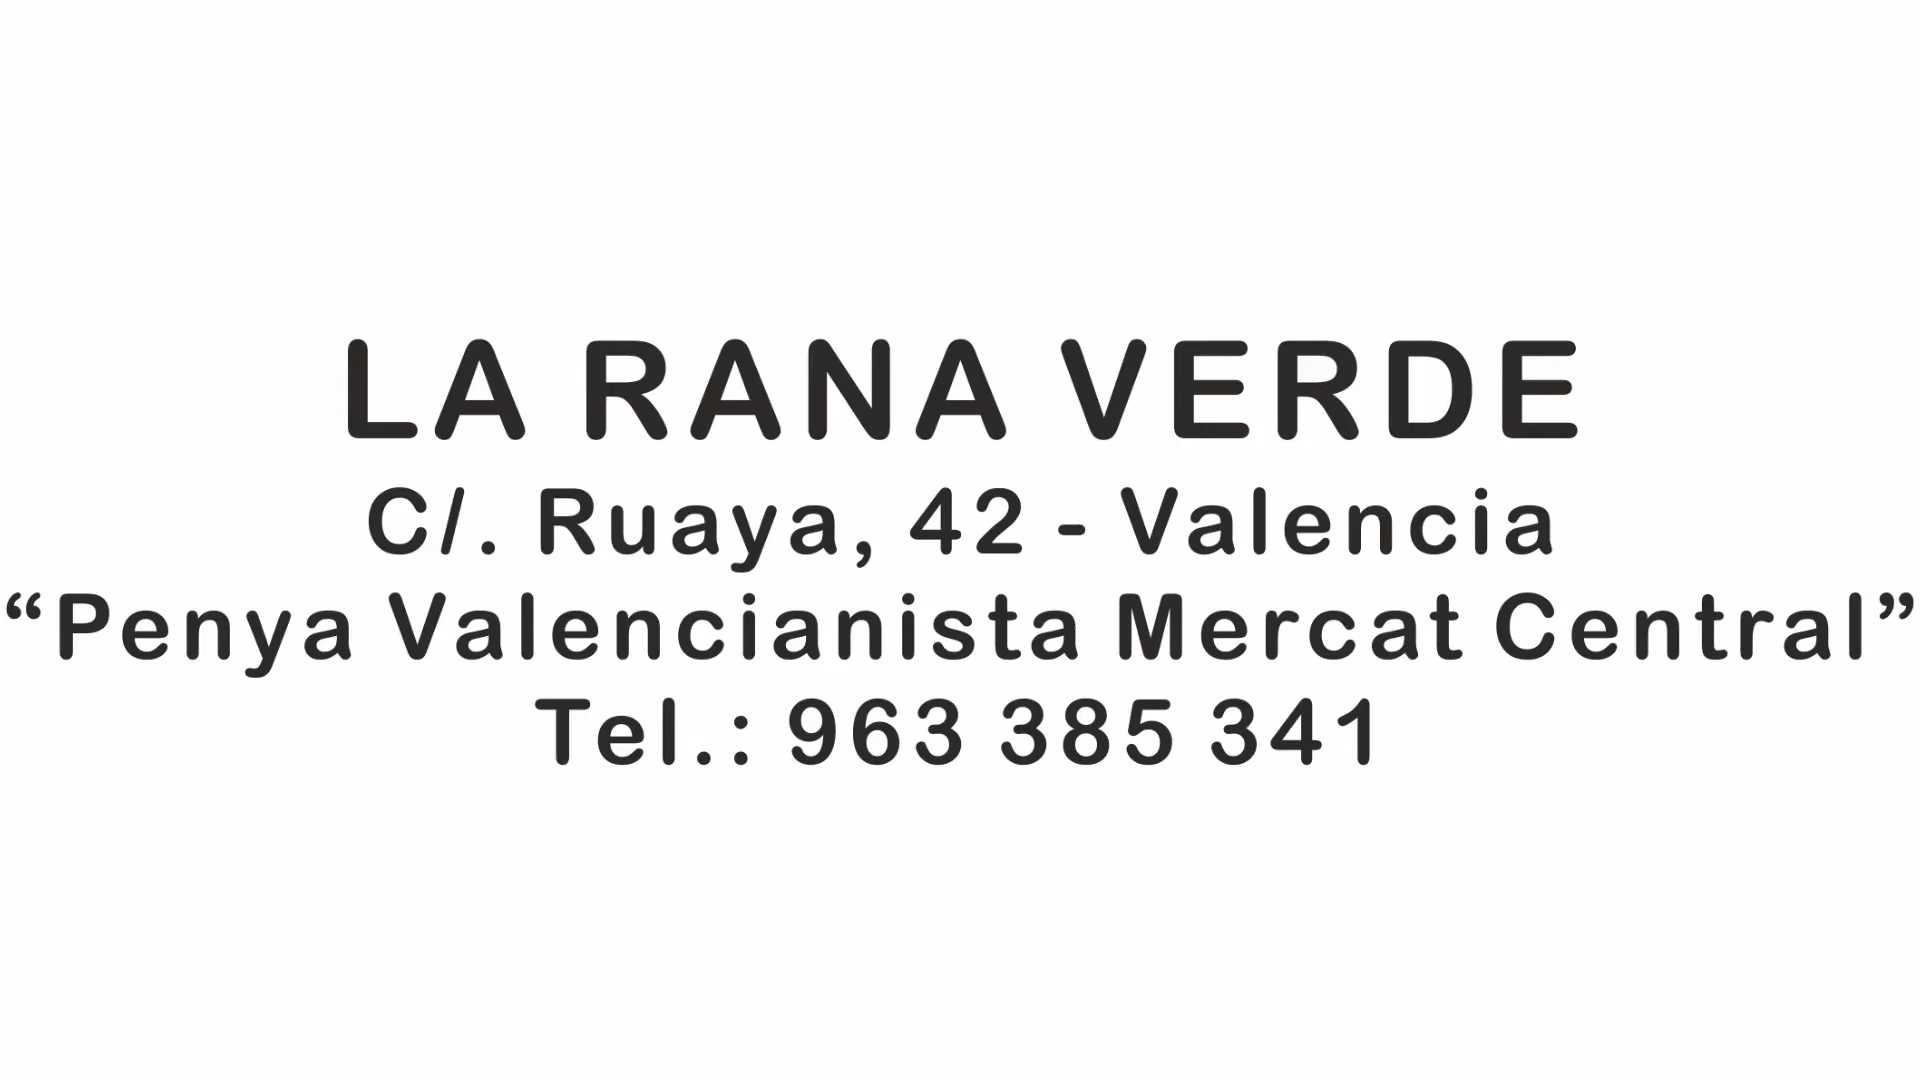 LA RANA VERDE
C/. Ruaya, 42 - Valencia
“Penya Valencianista Mercat Central”
Tel.: 963 385 341